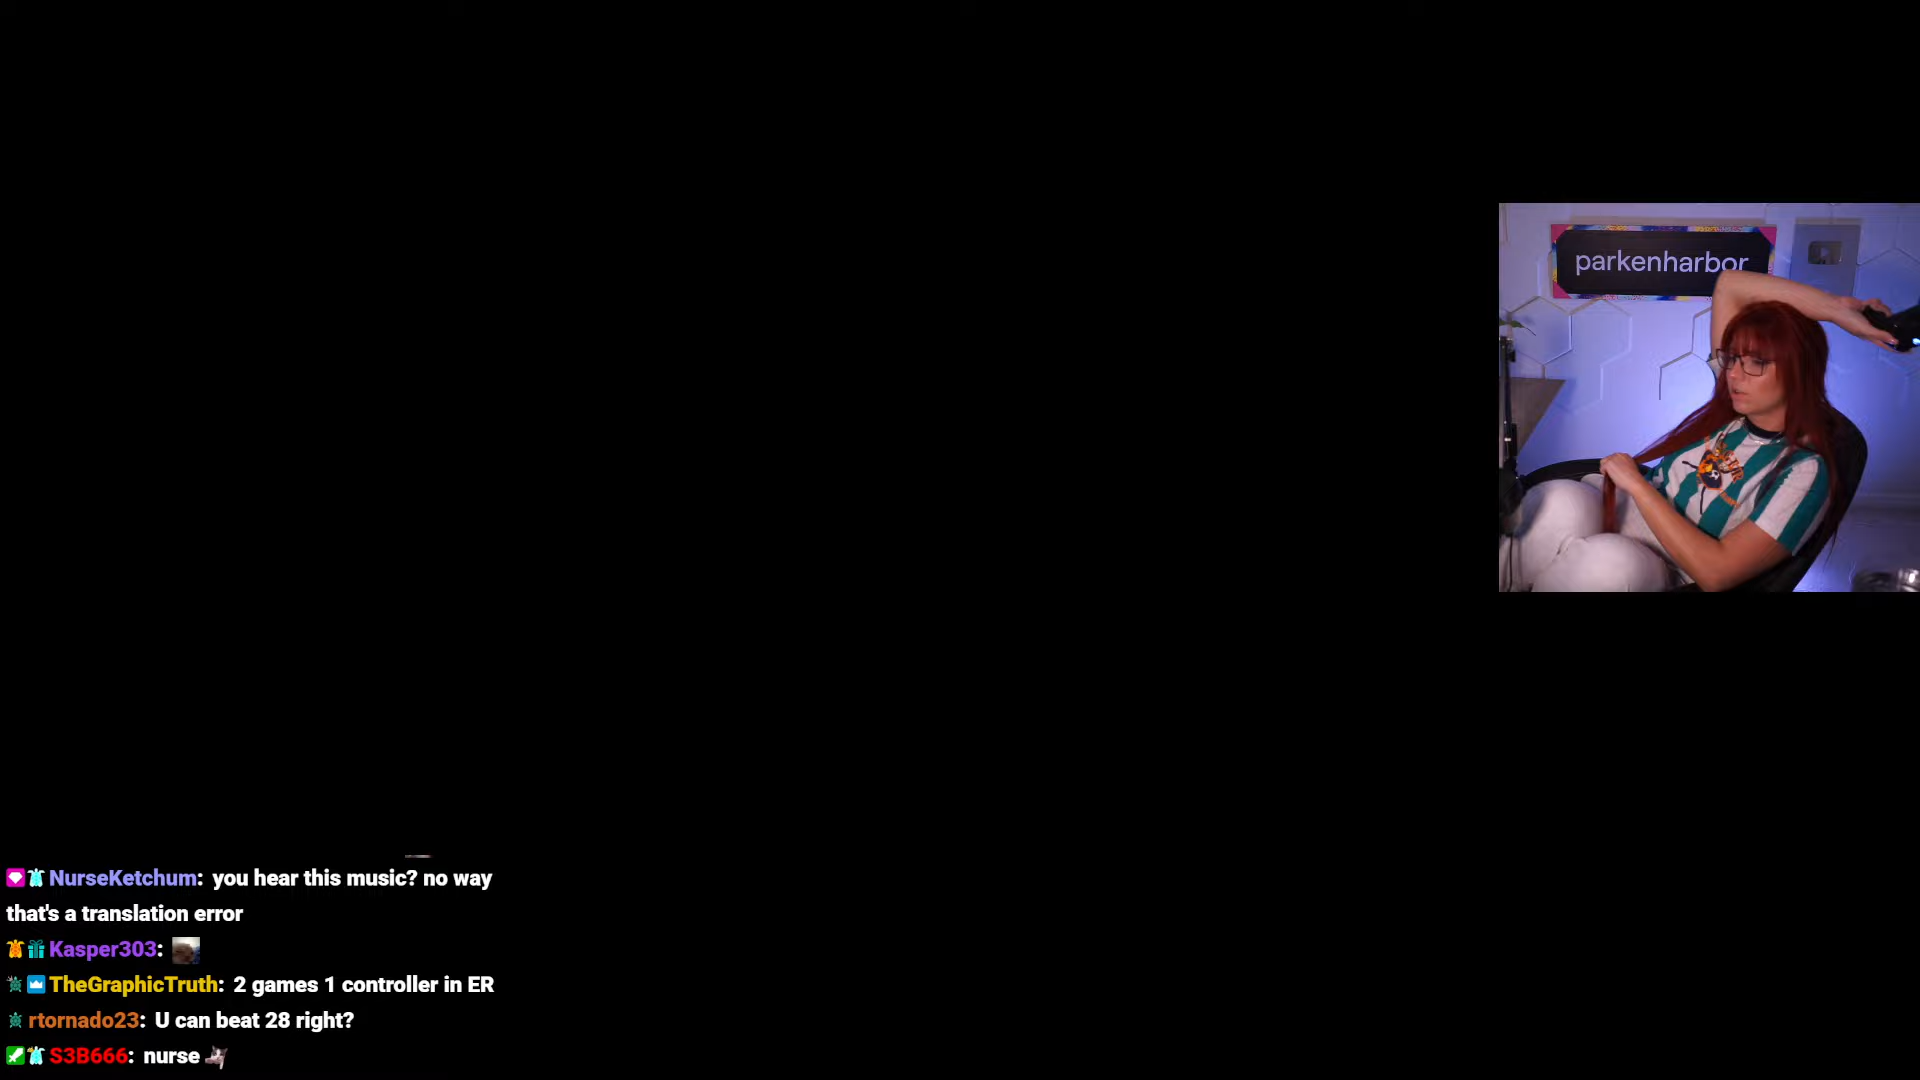 parkenharbor
NurseKetchum: you hear this music? no way
that's a translation error
Kasper303:
TheGraphicTruth: 2 games 1 controller in ER
rtornado23: U can beat 28 right?
S3B666: nurse